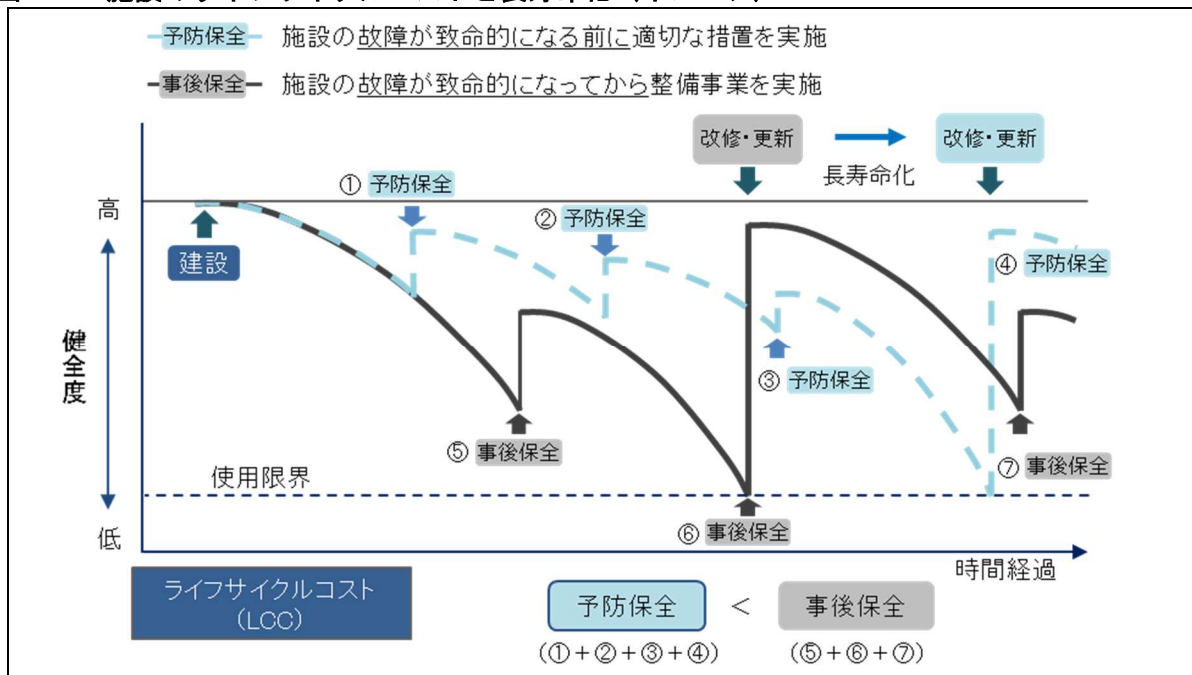 予防保全 施設の故障が致命的になる前に適切な措置を実施
事後保全 施設の故障が致命的になってから整備事業を実施
改修・更新
改修・更新
長寿命化
① 予防保全
② 予防保全
高
建設
④ 予防保全
健全度
③ 予防保全
⑤ 事後保全
⑦ 事後保全
使用限界
⑥ 事後保全
低
時間経過
ライフサイクルコスト
(LCC)
予防保全 < 事後保全
(①+②+③+④) (⑤+⑥+⑦)